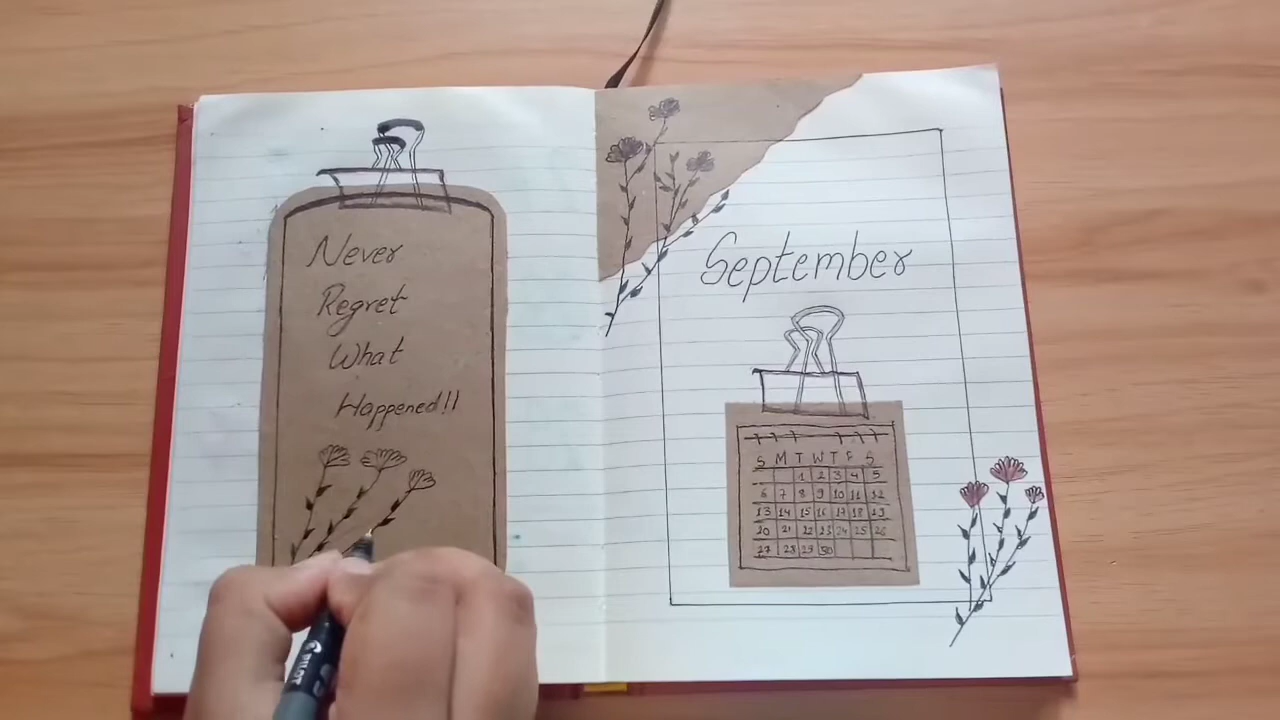 Never
Regret
What
Happened!!
September
S M T W T F S
1 2 3 4 5
6 7 8 9 10 11 12
13 14 15 16 17 18 19
20 21 22 23 24 25 26
27 28 29 30
PILOT